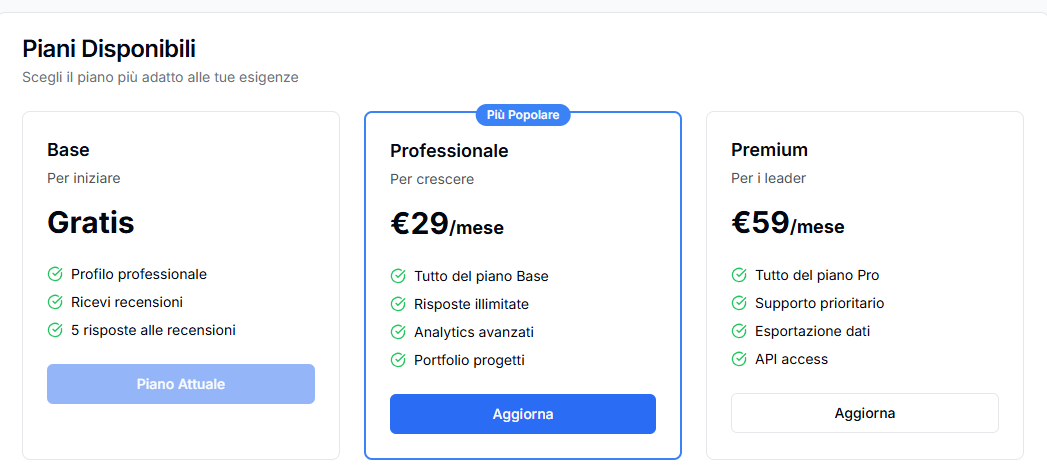 Piani Disponibili
Scegli il piano più adatto alle tue esigenze
Base
Per iniziare
Gratis
Profilo professionale
Ricevi recensioni
5 risposte alle recensioni
Piano Attuale
Più Popolare
Professionale
Per crescere
€29/mese
Tutto del piano Base
Risposte illimitate
Analytics avanzati
Portfolio progetti
Aggiorna
Premium
Per i leader
€59/mese
Tutto del piano Pro
Supporto prioritario
Esportazione dati
API access
Aggiorna